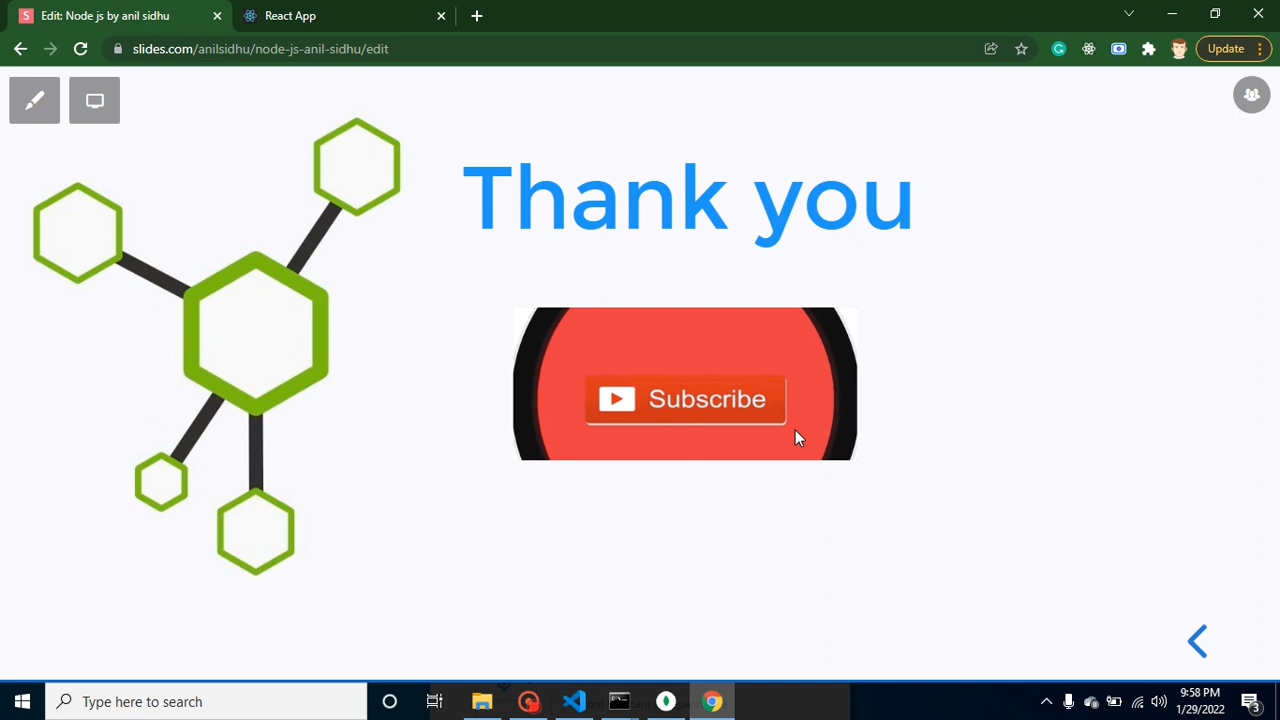 Edit: Node js by anil sidhu
React App
slides.com/anilsidhu/node-js-anil-sidhu/edit
Update
Thank you
Subscribe
Type here to search
9:58 PM
1/29/2022
3